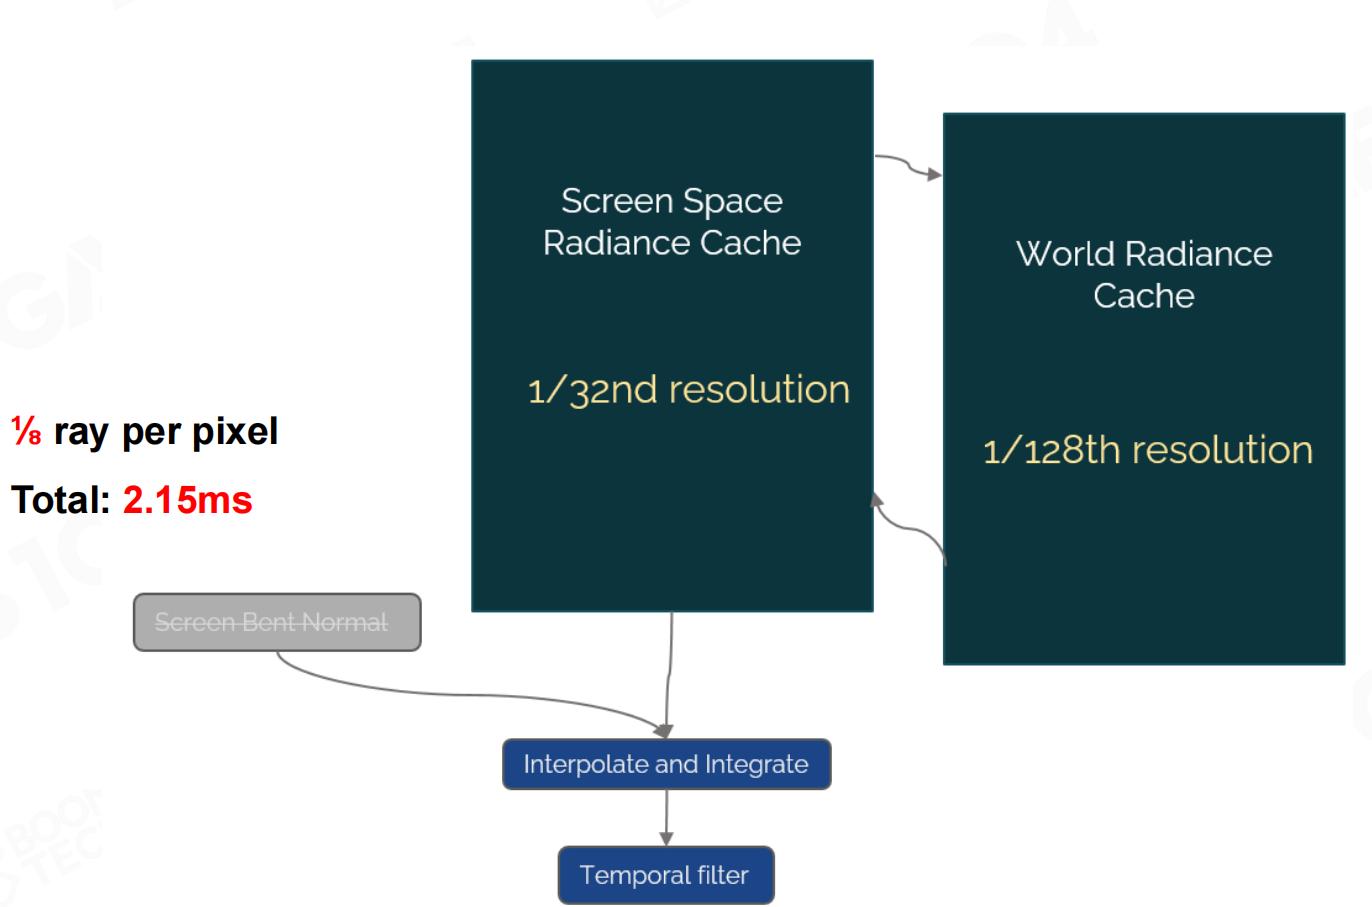 Screen Space
Radiance Cache
1/32nd resolution
World Radiance
Cache
1/128th resolution
⅛ ray per pixel
Total: 2.15ms
Screen Bent Normal
Interpolate and Integrate
Temporal filter